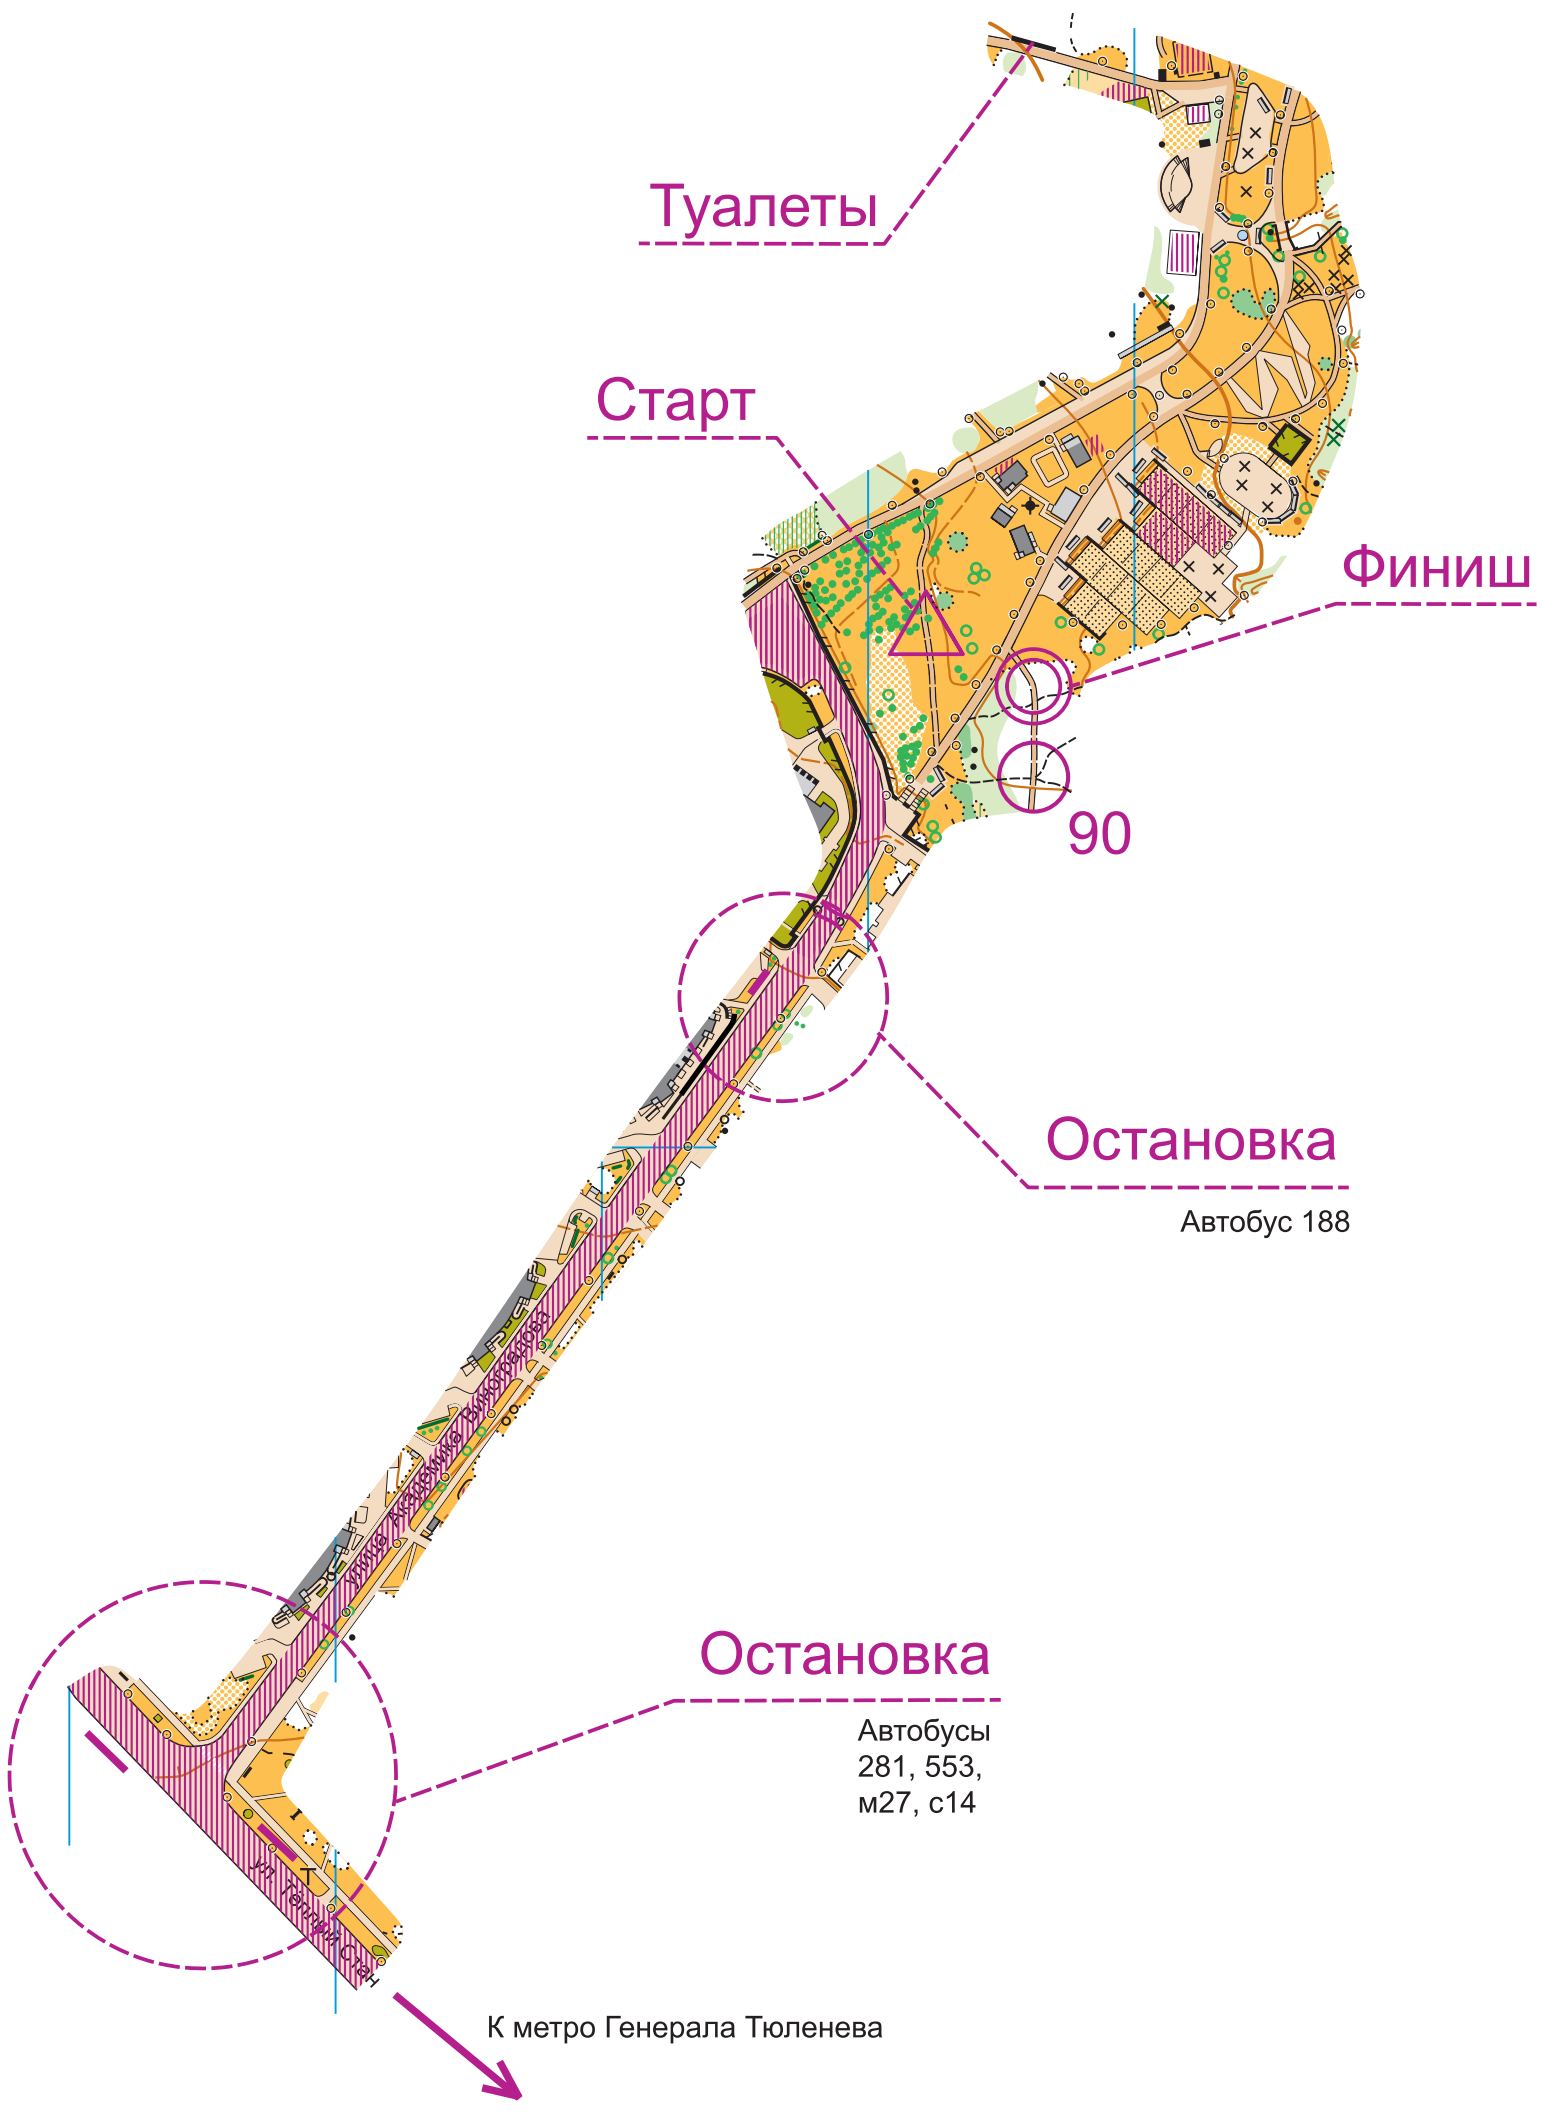 Туалеты
Старт
Финиш
90
Остановка
Автобус 188
улица Академика Виноградова
Остановка
Автобусы
281, 553,
м27, с14
Т
ул. Тёплый Стан
К метро Генерала Тюленева